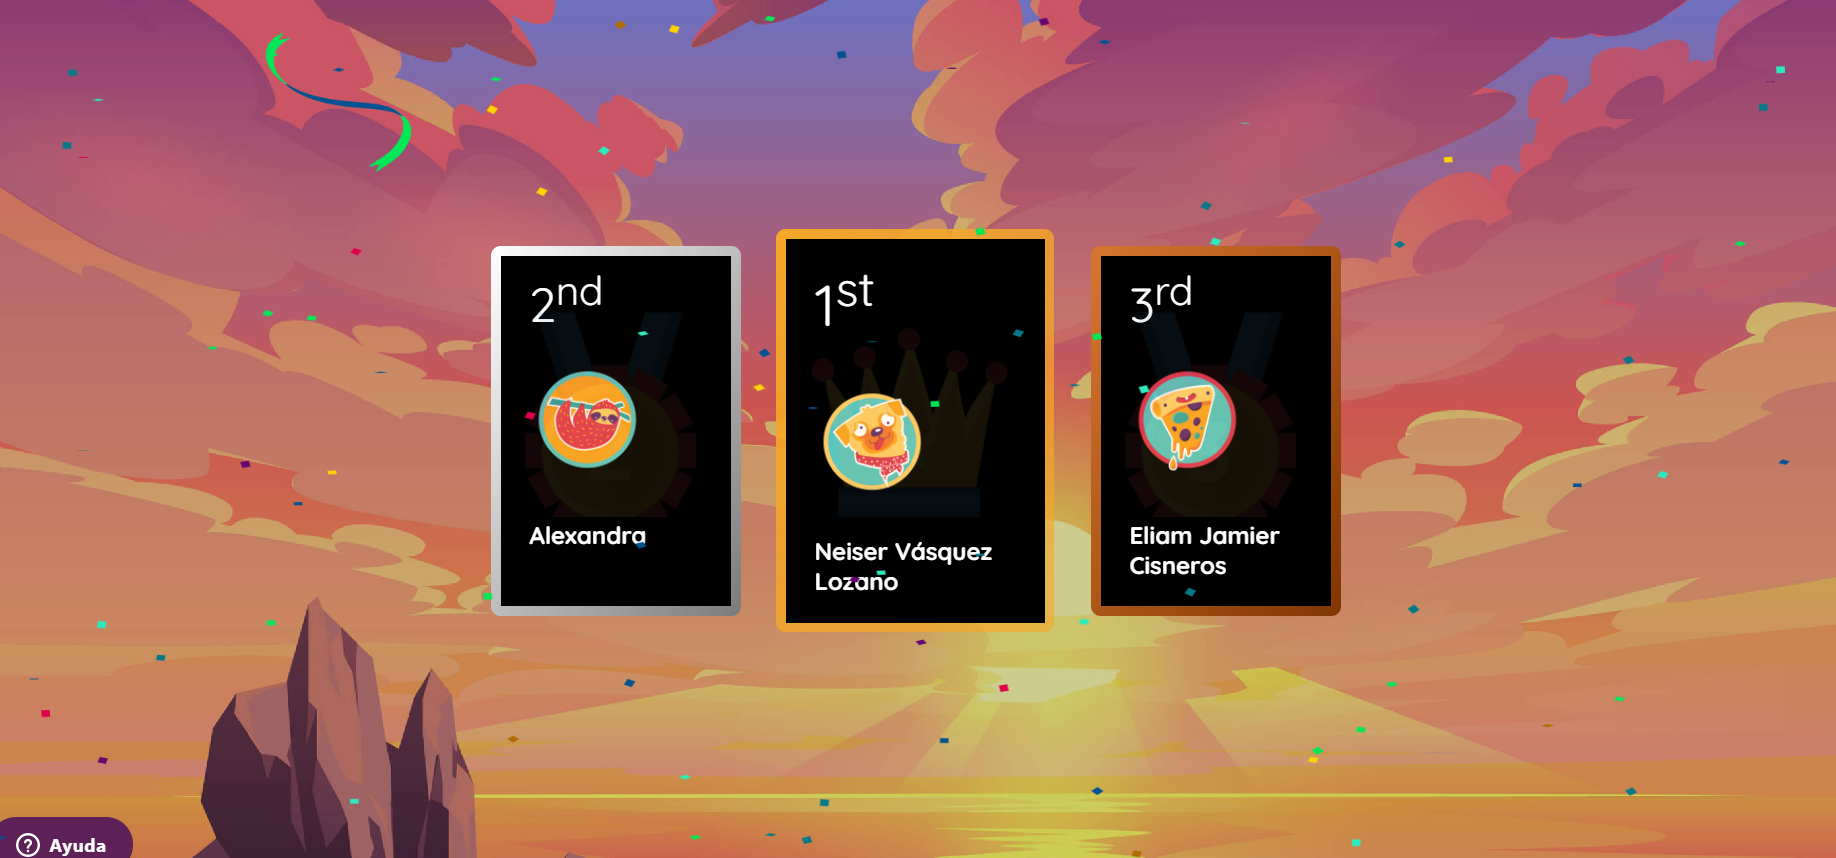 2nd
Alexandra
1st
Neiser Vásquez
Lozano
3rd
Eliam Jamier
Cisneros
? Ayuda